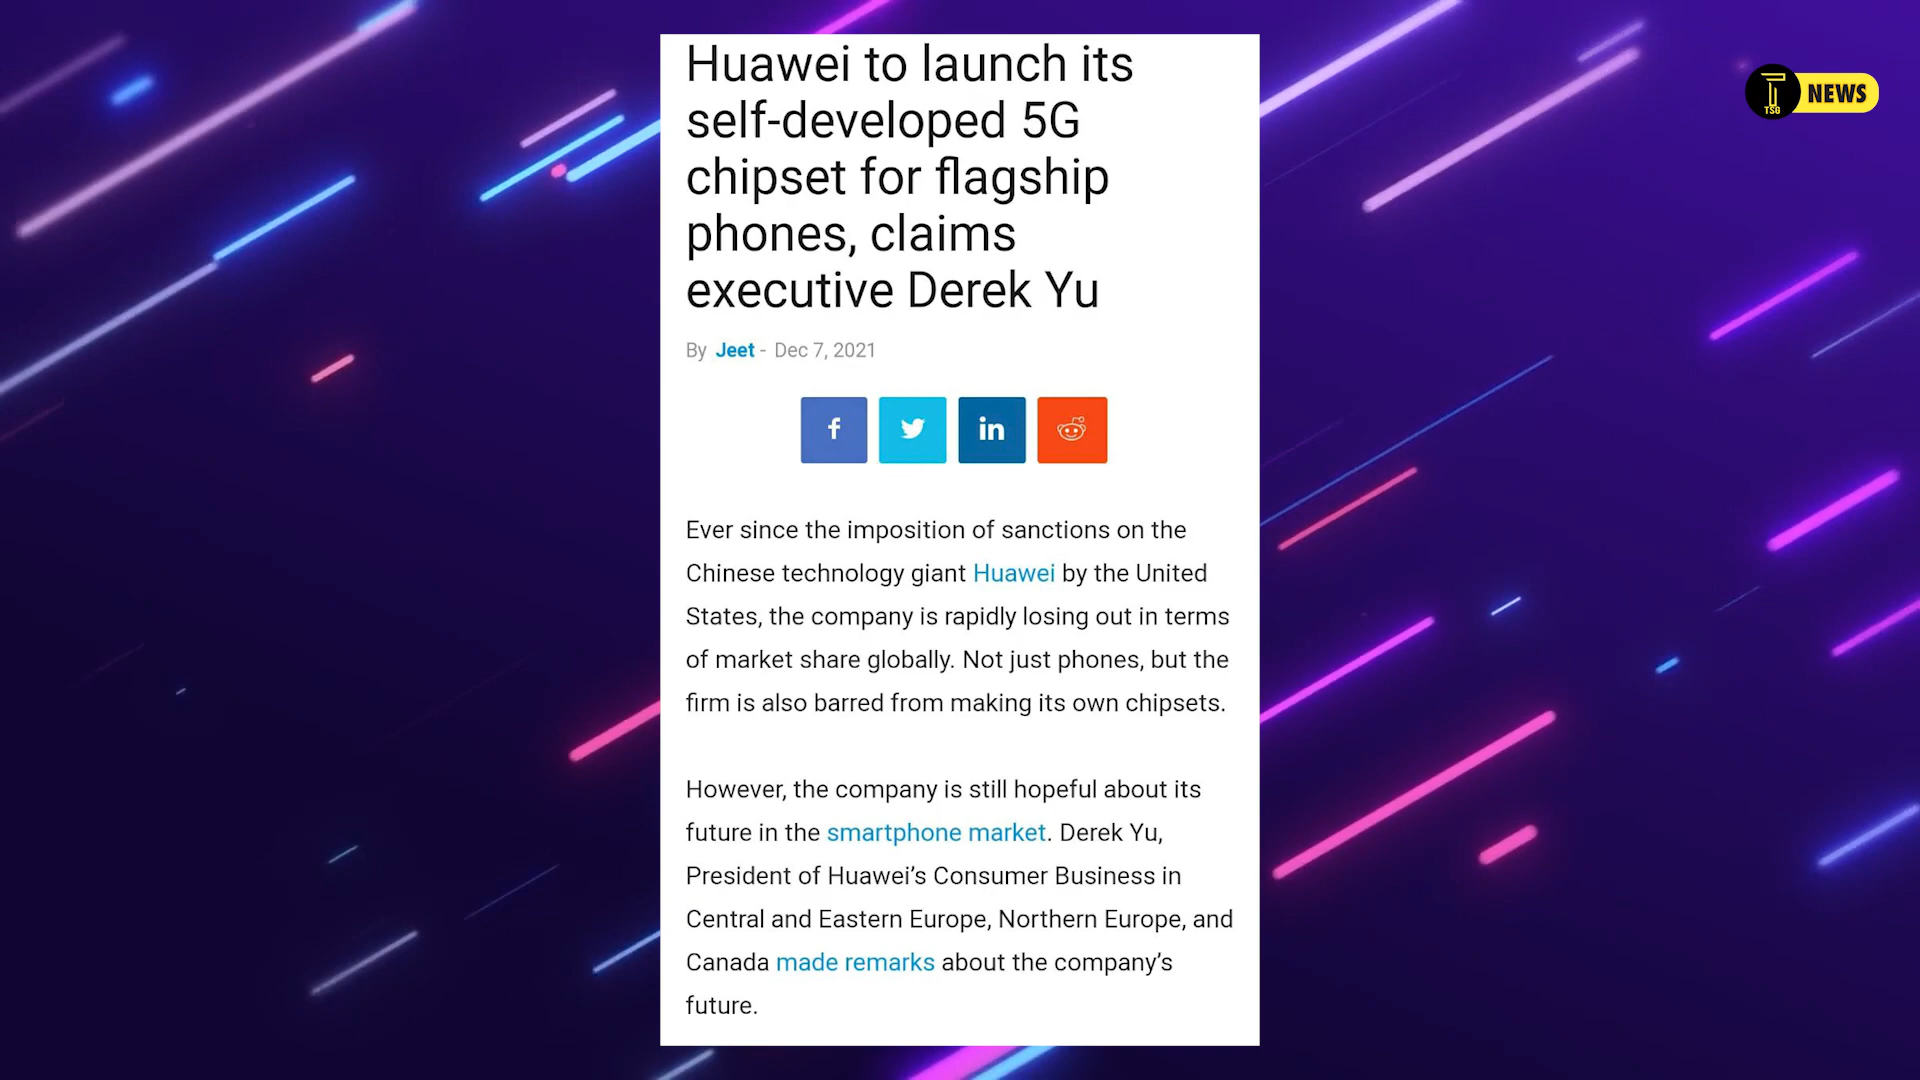 Huawei to launch its
self-developed 5G
chipset for flagship
phones, claims
executive Derek Yu
By Jeet - Dec 7, 2021
Ever since the imposition of sanctions on the
Chinese technology giant Huawei by the United
States, the company is rapidly losing out in terms
of market share globally. Not just phones, but the
firm is also barred from making its own chipsets.
However, the company is still hopeful about its
future in the smartphone market. Derek Yu,
President of Huawei’s Consumer Business in
Central and Eastern Europe, Northern Europe, and
Canada made remarks about the company’s
future.
TSG NEWS